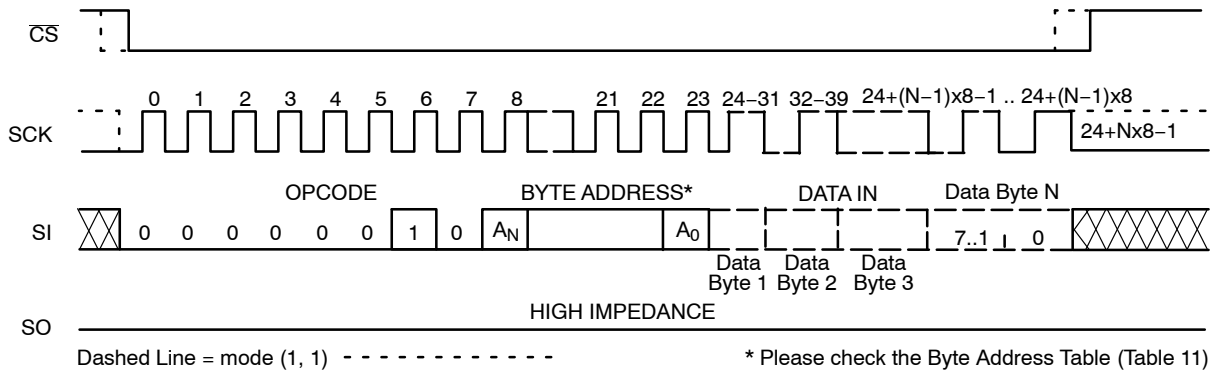 CS
0 1 2 3 4 5 6 7 8 21 22 23 24−31 32−39 24+(N−1)x8−1 .. 24+(N−1)x8
SCK
24+Nx8−1
OPCODE BYTE ADDRESS* DATA IN Data Byte N
SI
0 0 0 0 0 0 1 0 AN A0 7..1 0
Data Byte 1
Data Byte 2
Data Byte 3
HIGH IMPEDANCE
SO
Dashed Line = mode (1, 1)
* Please check the Byte Address Table (Table 11)